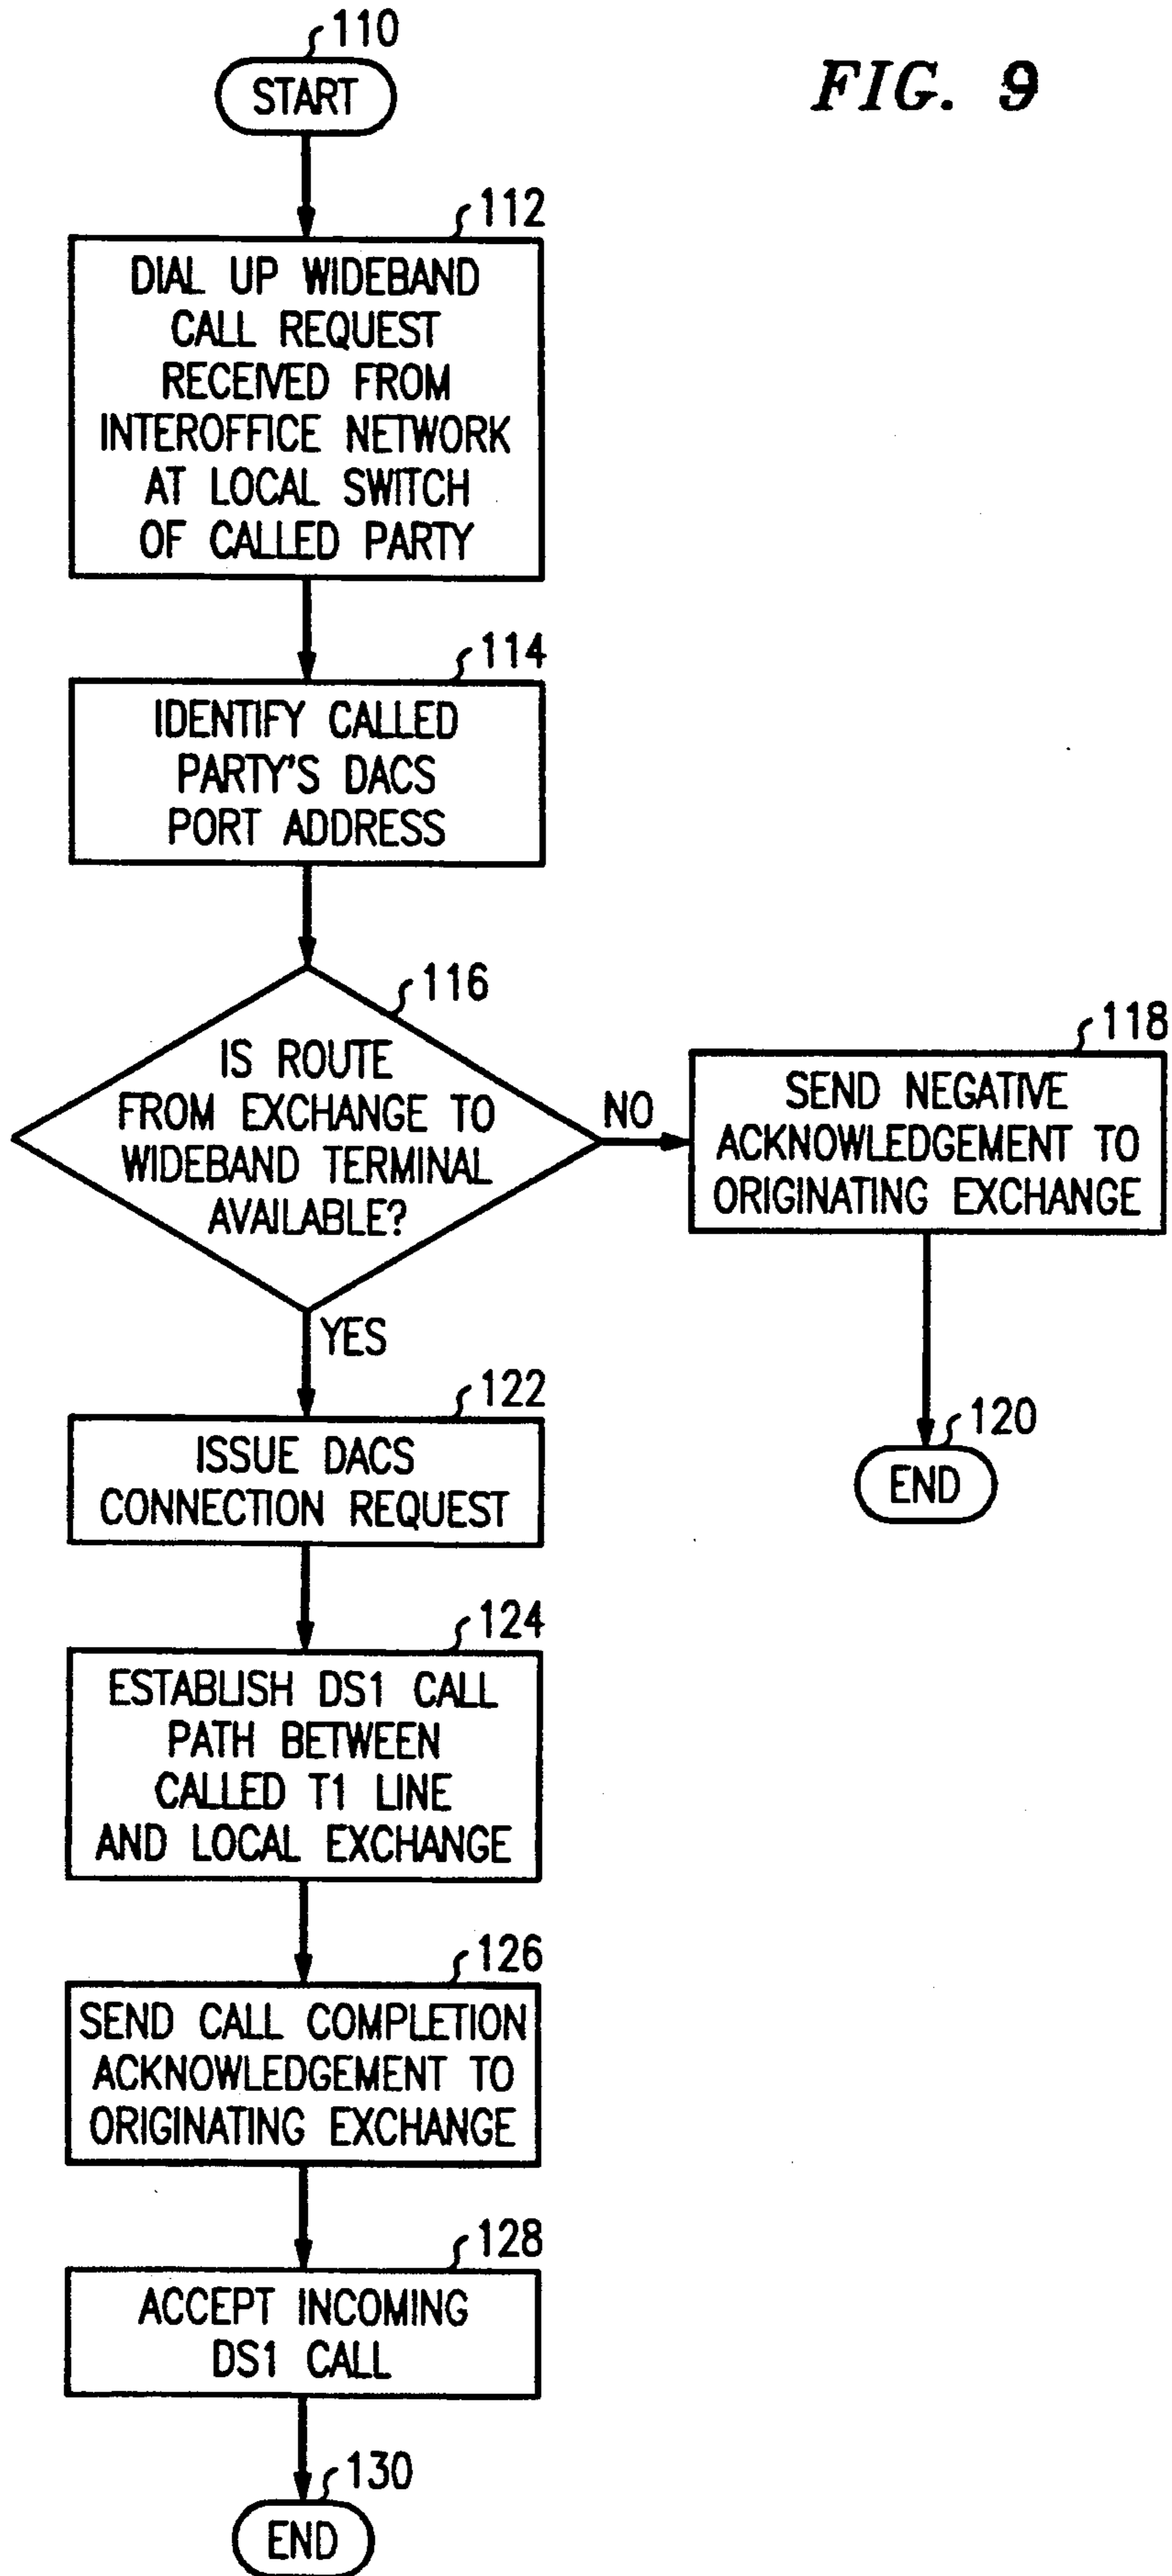 110
FIG. 9
START
112
DIAL UP WIDEBAND
CALL REQUEST
RECEIVED FROM
INTEROFFICE NETWORK
AT LOCAL SWITCH
OF CALLED PARTY
114
IDENTIFY CALLED
PARTY'S DACS
PORT ADDRESS
116
IS ROUTE
FROM EXCHANGE TO
WIDEBAND TERMINAL
AVAILABLE?
NO
118
SEND NEGATIVE
ACKNOWLEDGEMENT TO
ORIGINATING EXCHANGE
120
END
YES
122
ISSUE DACS
CONNECTION REQUEST
124
ESTABLISH DS1 CALL
PATH BETWEEN
CALLED T1 LINE
AND LOCAL EXCHANGE
126
SEND CALL COMPLETION
ACKNOWLEDGEMENT TO
ORIGINATING EXCHANGE
128
ACCEPT INCOMING
DS1 CALL
130
END